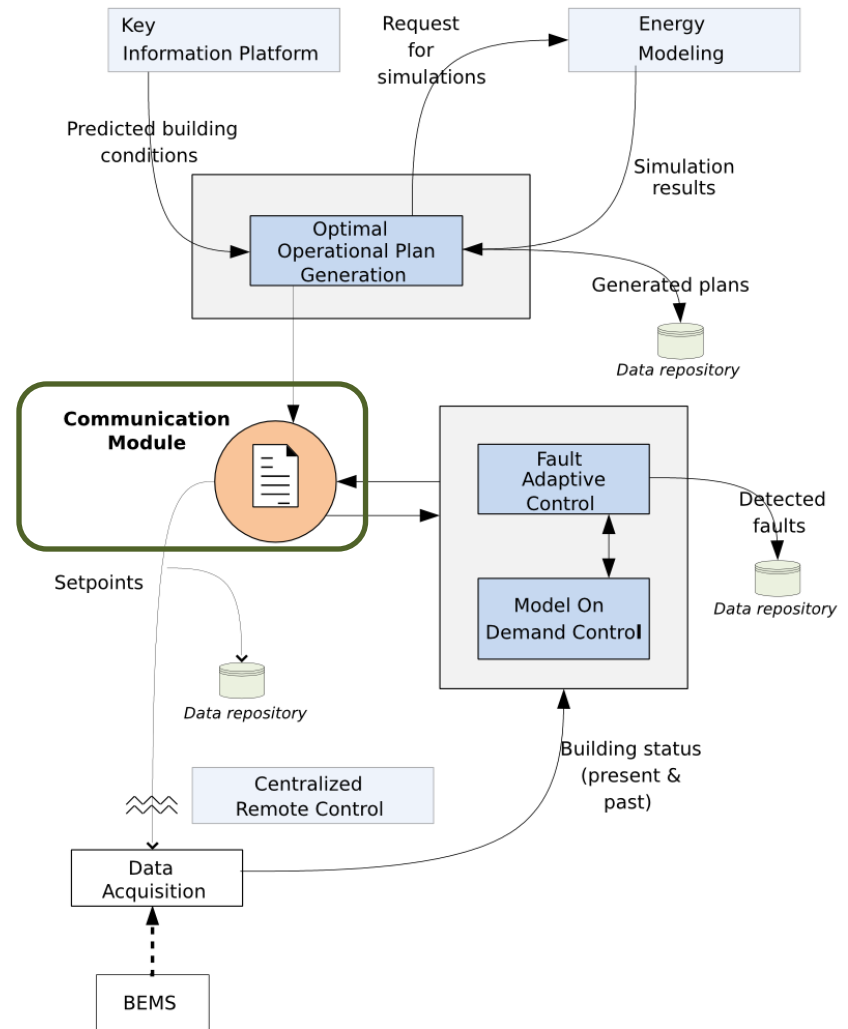 Key
Information Platform
Request
for
simulations
Energy
Modeling
Predicted building
conditions
Simulation
results
Optimal
Operational Plan
Generation
Generated plans
Data repository
Communication
Module
Fault
Adaptive
Control
Detected
faults
Data repository
Setpoints
Model On
Demand Control
Data repository
Building status
(present &
past)
Centralized
Remote Control
Data
Acquisition
BEMS